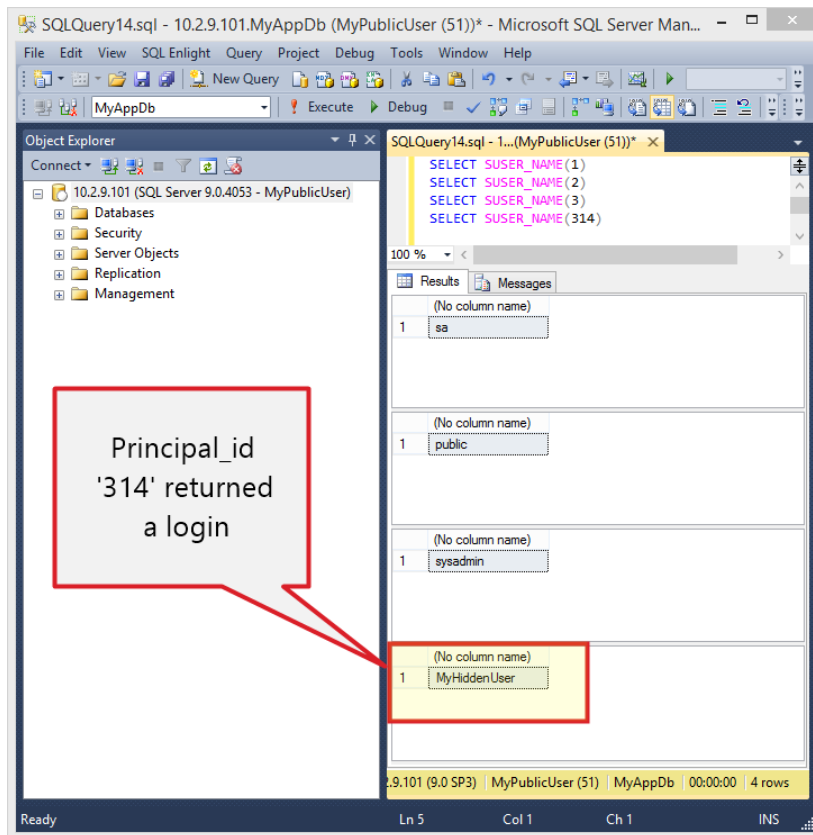 SQLQuery14.sql - 10.2.9.101.MyAppDb (MyPublicUser (51))* - Microsoft SQL Server Man...
File Edit View SQL Enlight Query Project Debug Tools Window Help
New Query
MyAppDb Execute Debug
Object Explorer
Connect
10.2.9.101 (SQL Server 9.0.4053 - MyPublicUser)
Databases
Security
Server Objects
Replication
Management
SQLQuery14.sql - 1...(MyPublicUser (51))*
SELECT SUSER_NAME(1)
SELECT SUSER_NAME(2)
SELECT SUSER_NAME(3)
SELECT SUSER_NAME(314)
100 %
Results Messages
(No column name)
1 sa
(No column name)
1 public
(No column name)
1 sysadmin
(No column name)
1 MyHiddenUser
Principal_id
'314' returned
a login
2.9.101 (9.0 SP3) MyPublicUser (51) MyAppDb 00:00:00 4 rows
Ready Ln 5 Col 1 Ch 1 INS